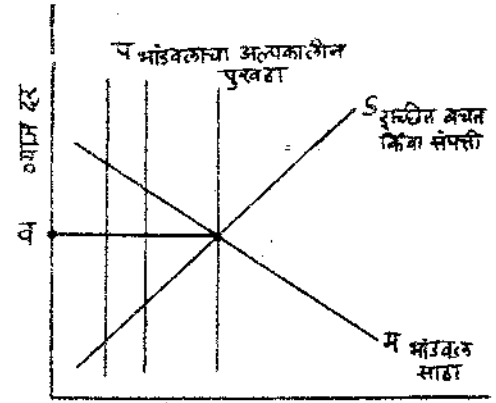 प भांडवलाचा अल्पकालीन
पुरवठा
S इच्छीत बचत
किंवा संपत्ती
व्याज दर
व
म भांडवल
साठा